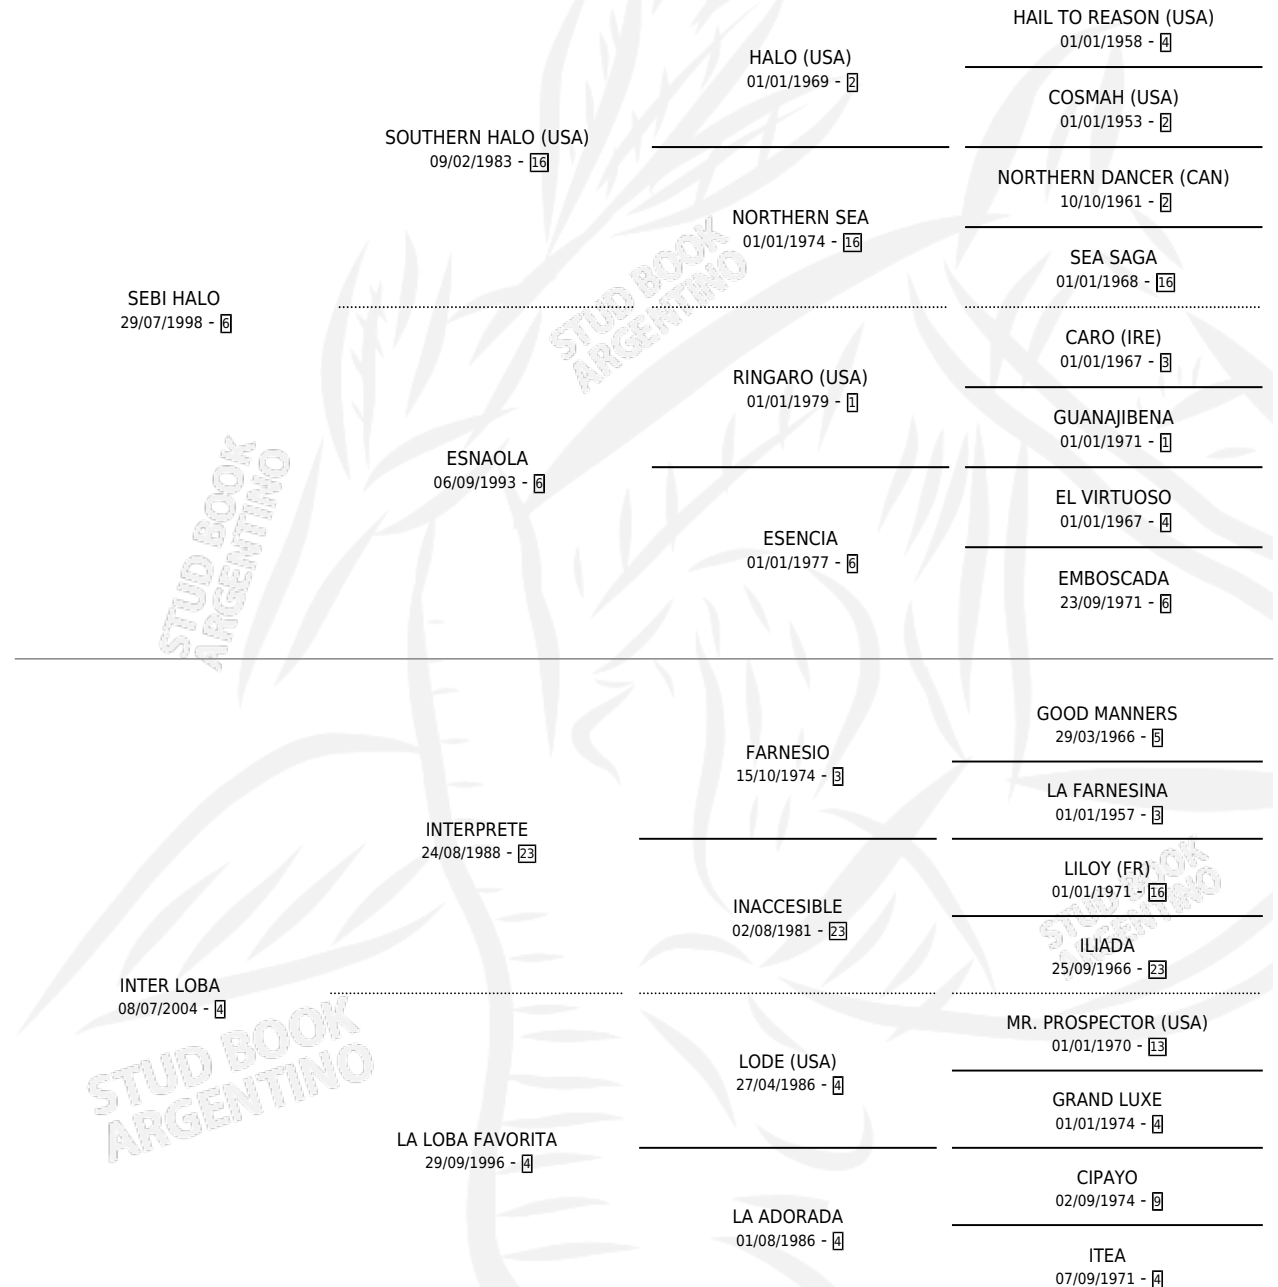 HAIL TO REASON (USA)
01/01/1958 - 4
HALO (USA)
01/01/1969 - 2
COSMAH (USA)
01/01/1953 - 2
SOUTHERN HALO (USA)
09/02/1983 - 16
NORTHERN DANCER (CAN)
10/10/1961 - 2
NORTHERN SEA
01/01/1974 - 16
SEA SAGA
01/01/1968 - 16
SEBI HALO
29/07/1998 - 6
CARO (IRE)
01/01/1967 - 3
RINGARO (USA)
01/01/1979 - 1
GUANAJIBENA
01/01/1971 - 1
ESNAOLA
06/09/1993 - 6
EL VIRTUOSO
01/01/1967 - 4
ESENCIA
01/01/1977 - 6
EMBOSCADA
23/09/1971 - 6
GOOD MANNERS
29/03/1966 - 5
FARNESIO
15/10/1974 - 3
LA FARNESINA
01/01/1957 - 3
INTERPRETE
24/08/1988 - 23
LILOY (FR)
01/01/1971 - 16
INACCESIBLE
02/08/1981 - 23
ILIADA
25/09/1966 - 23
INTER LOBA
08/07/2004 - 4
MR. PROSPECTOR (USA)
01/01/1970 - 13
LODE (USA)
27/04/1986 - 4
GRAND LUXE
01/01/1974 - 4
LA LOBA FAVORITA
29/09/1996 - 4
CIPAYO
02/09/1974 - 9
LA ADORADA
01/08/1986 - 4
ITEA
07/09/1971 - 4
STUD BOOK
ARGENTINO
STUD BOOK
ARGENTINO
STUD BOOK
ARGENTINO
STUD BOOK
ARGENTINO